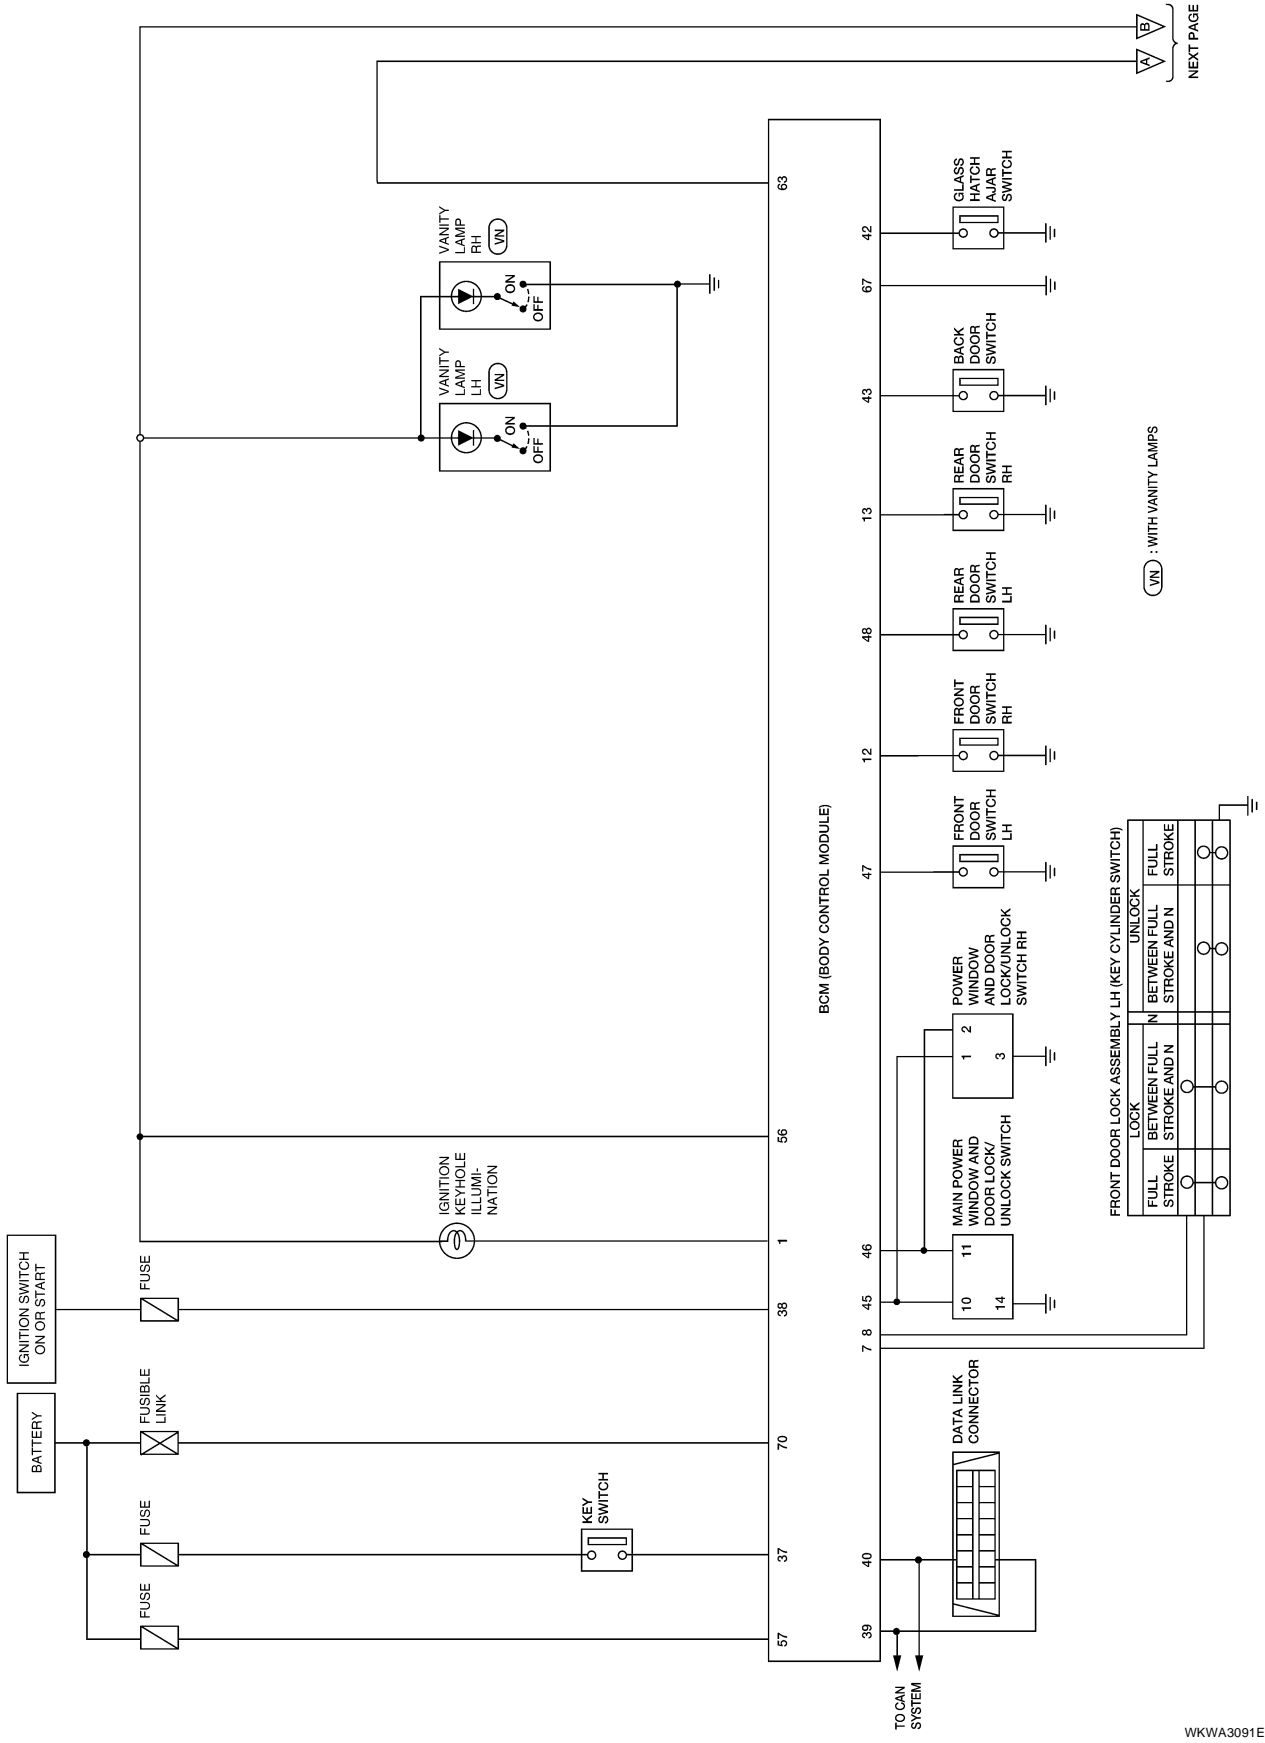 BATTERY
IGNITION SWITCH
ON OR START
FUSE
FUSE
FUSIBLE
LINK
FUSE
KEY
SWITCH
IGNITION
KEYHOLE
ILLUMI-
NATION
VANITY
LAMP
LH
VN
ON
OFF
VANITY
LAMP
RH
VN
ON
OFF
B
A
NEXT PAGE
57
37
70
38
1
56
63
BCM (BODY CONTROL MODULE)
39
40
7
8
45
46
47
12
48
13
43
67
42
TO CAN
SYSTEM
DATA LINK
CONNECTOR
MAIN POWER
WINDOW AND
DOOR LOCK/
UNLOCK SWITCH
10
11
14
POWER
WINDOW
AND DOOR
LOCK/UNLOCK
SWITCH RH
1
2
3
FRONT
DOOR
SWITCH
LH
FRONT
DOOR
SWITCH
RH
REAR
DOOR
SWITCH
LH
REAR
DOOR
SWITCH
RH
BACK
DOOR
SWITCH
GLASS
HATCH
AJAR
SWITCH
FRONT DOOR LOCK ASSEMBLY LH (KEY CYLINDER SWITCH)
LOCK
N
UNLOCK
FULL
STROKE
BETWEEN FULL
STROKE AND N
BETWEEN FULL
STROKE AND N
FULL
STROKE
VN : WITH VANITY LAMPS
WKWA3091E